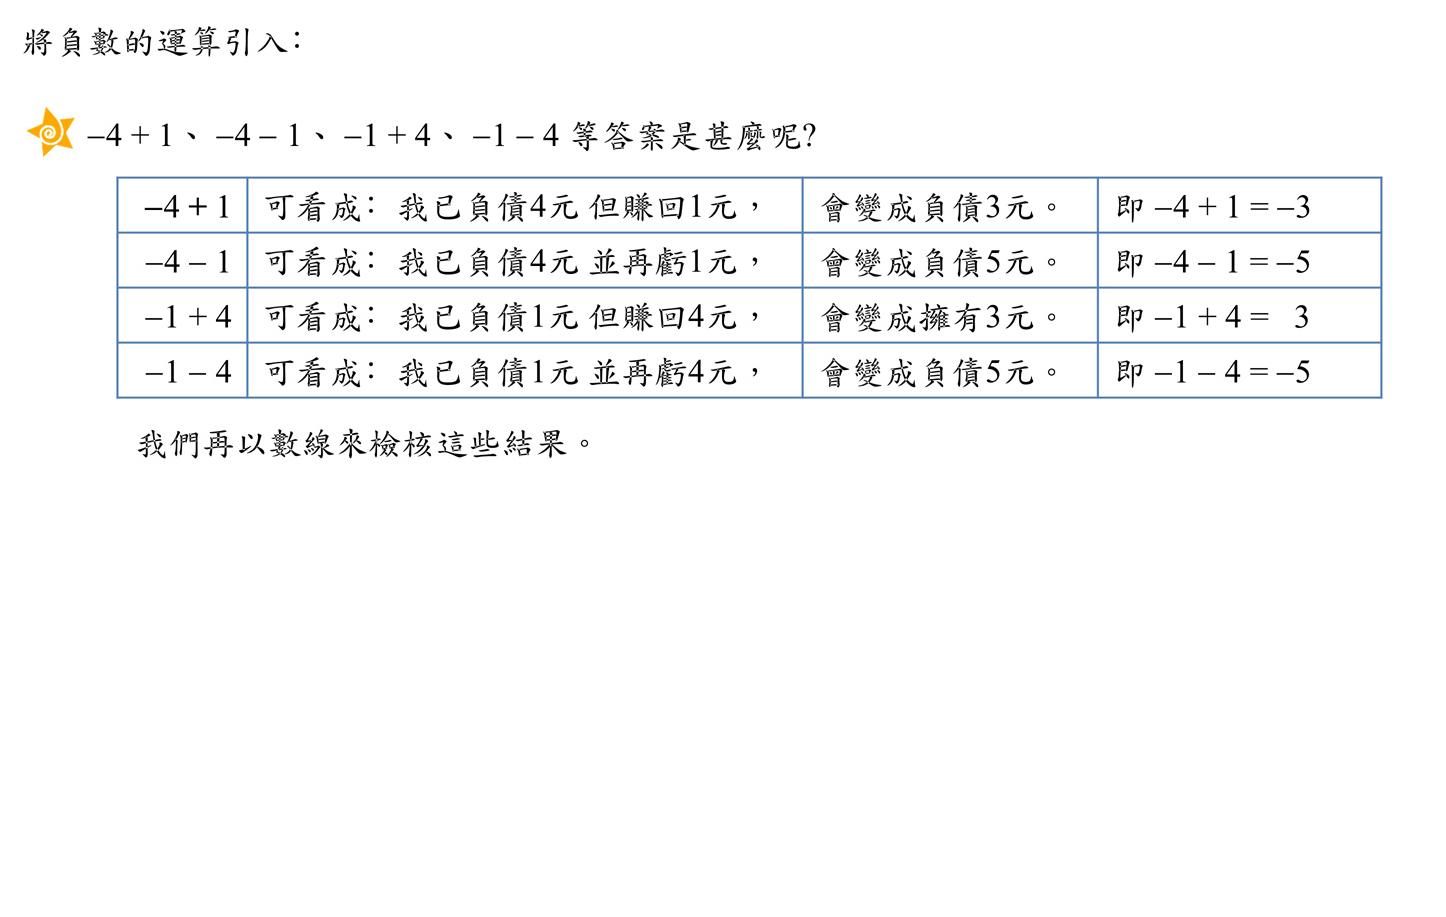 將負數的運算引入：
–4 + 1、 –4 – 1、 –1 + 4、 –1 – 4 等答案是甚麼呢?
–4 + 1 可看成： 我已負債4元 但賺回1元， 會變成負債3元。 即 –4 + 1 = –3
–4 – 1 可看成： 我已負債4元 並再虧1元， 會變成負債5元。 即 –4 – 1 = –5
–1 + 4 可看成： 我已負債1元 但賺回4元， 會變成擁有3元。 即 –1 + 4 = 3
–1 – 4 可看成： 我已負債1元 並再虧4元， 會變成負債5元。 即 –1 – 4 = –5
我們再以數線來檢核這些結果。